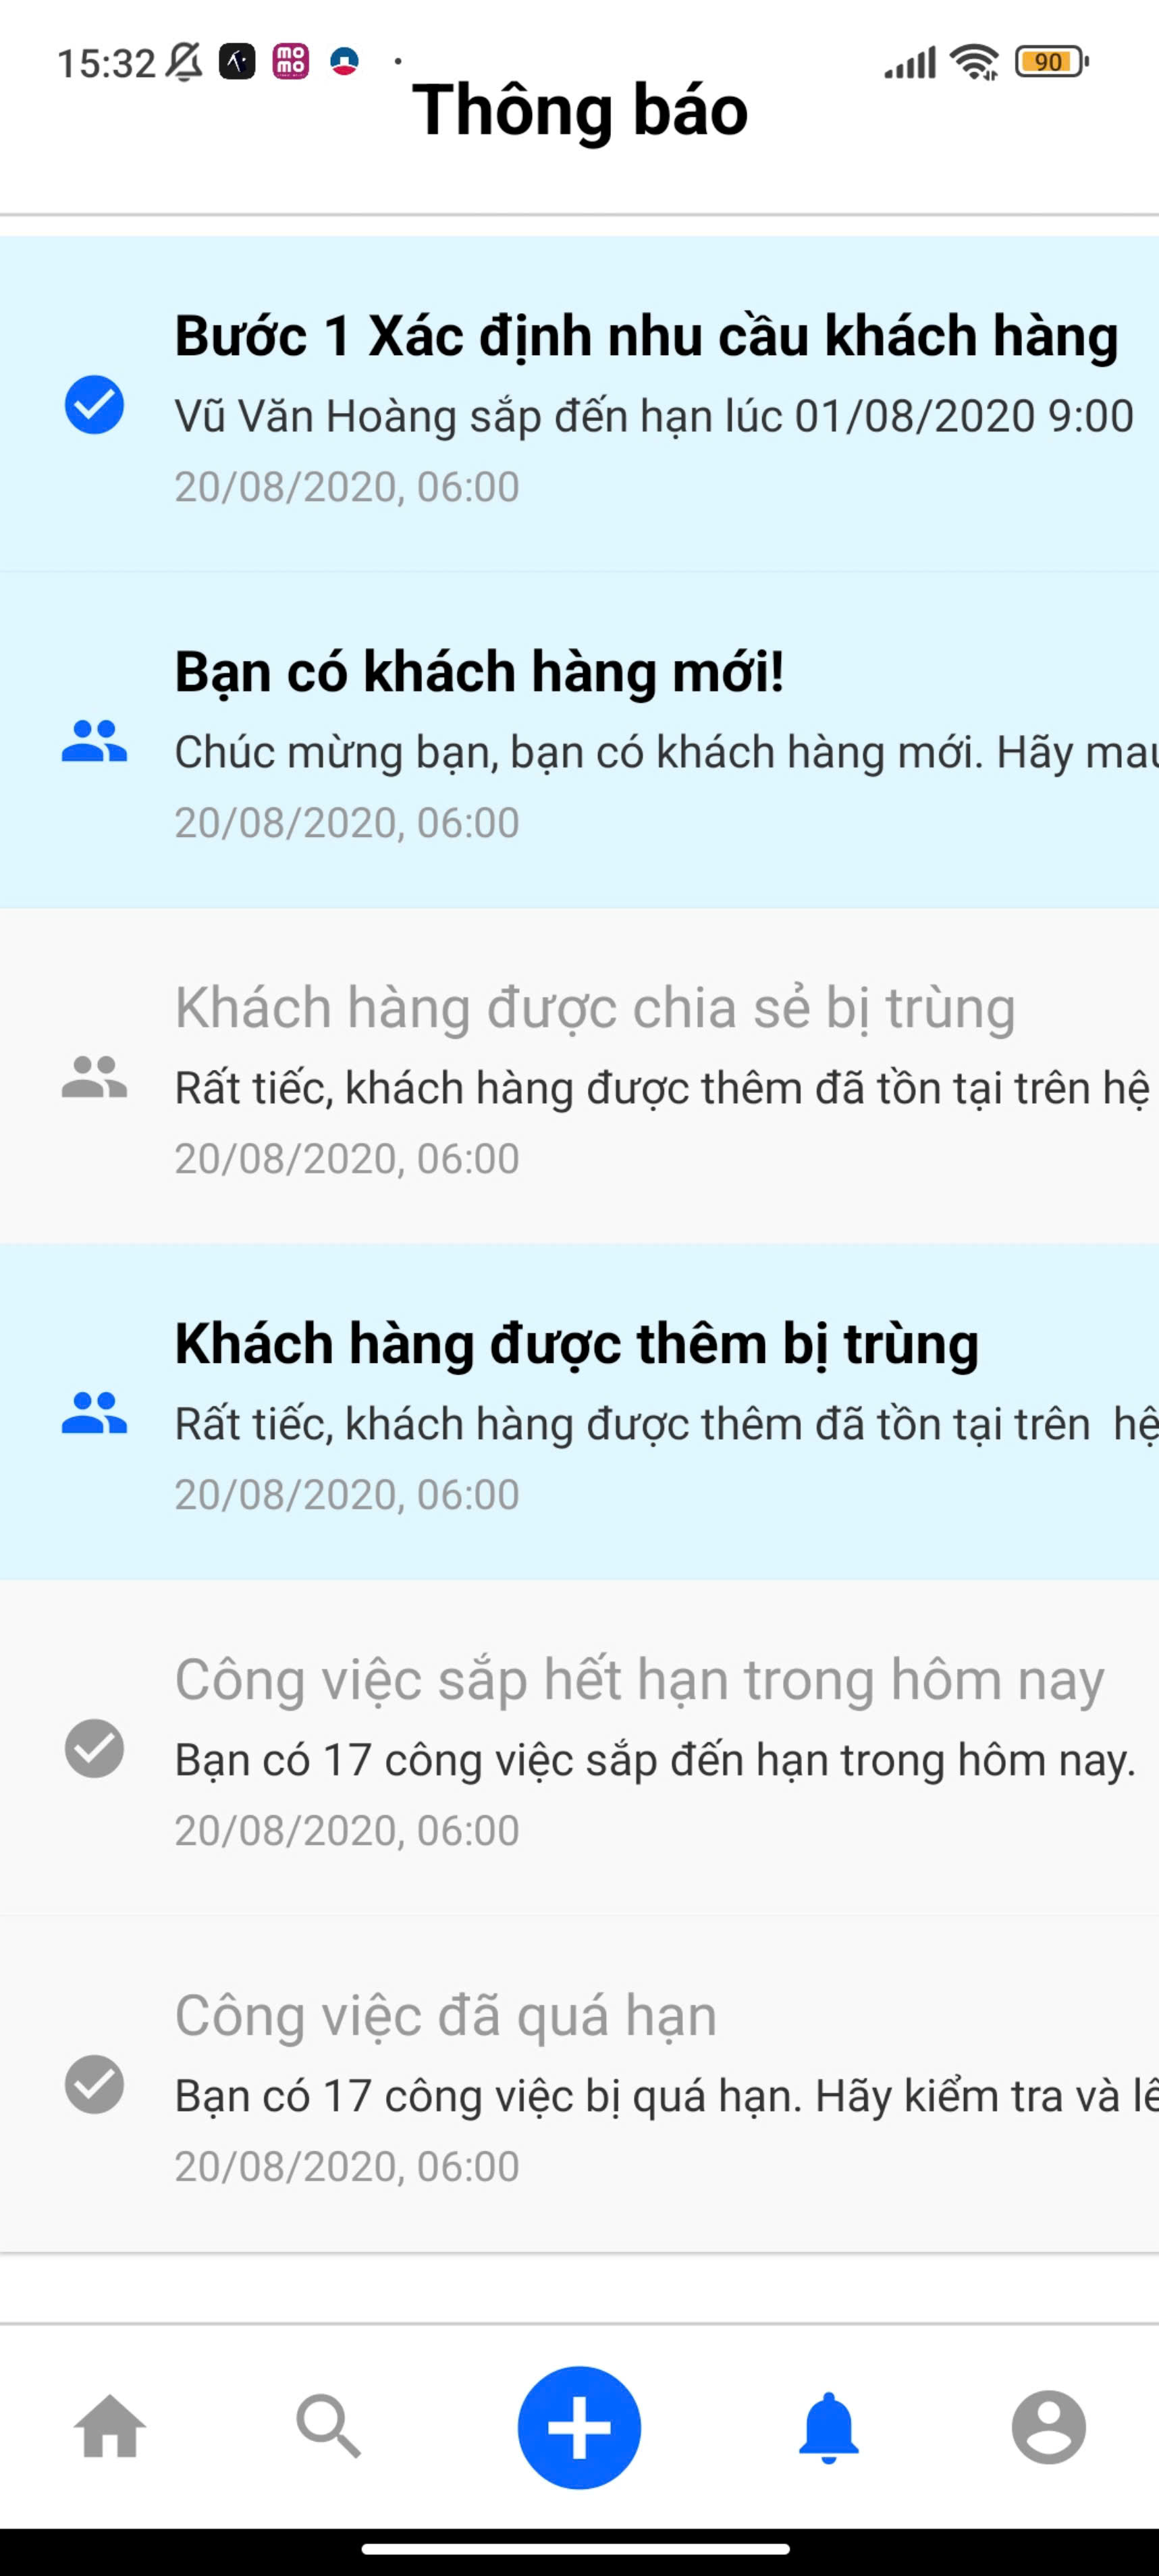 15:32
MO
MO
90
Thông báo
Bước 1 Xác định nhu cầu khách hàng
Vũ Văn Hoàng sắp đến hạn lúc 01/08/2020 9:00
20/08/2020, 06:00
Bạn có khách hàng mới!
Chúc mừng bạn, bạn có khách hàng mới. Hãy mau
20/08/2020, 06:00
Khách hàng được chia sẻ bị trùng
Rất tiếc, khách hàng được thêm đã tồn tại trên hệ
20/08/2020, 06:00
Khách hàng được thêm bị trùng
Rất tiếc, khách hàng được thêm đã tồn tại trên  hệ
20/08/2020, 06:00
Công việc sắp hết hạn trong hôm nay
Bạn có 17 công việc sắp đến hạn trong hôm nay.
20/08/2020, 06:00
Công việc đã quá hạn
Bạn có 17 công việc bị quá hạn. Hãy kiểm tra và lê
20/08/2020, 06:00